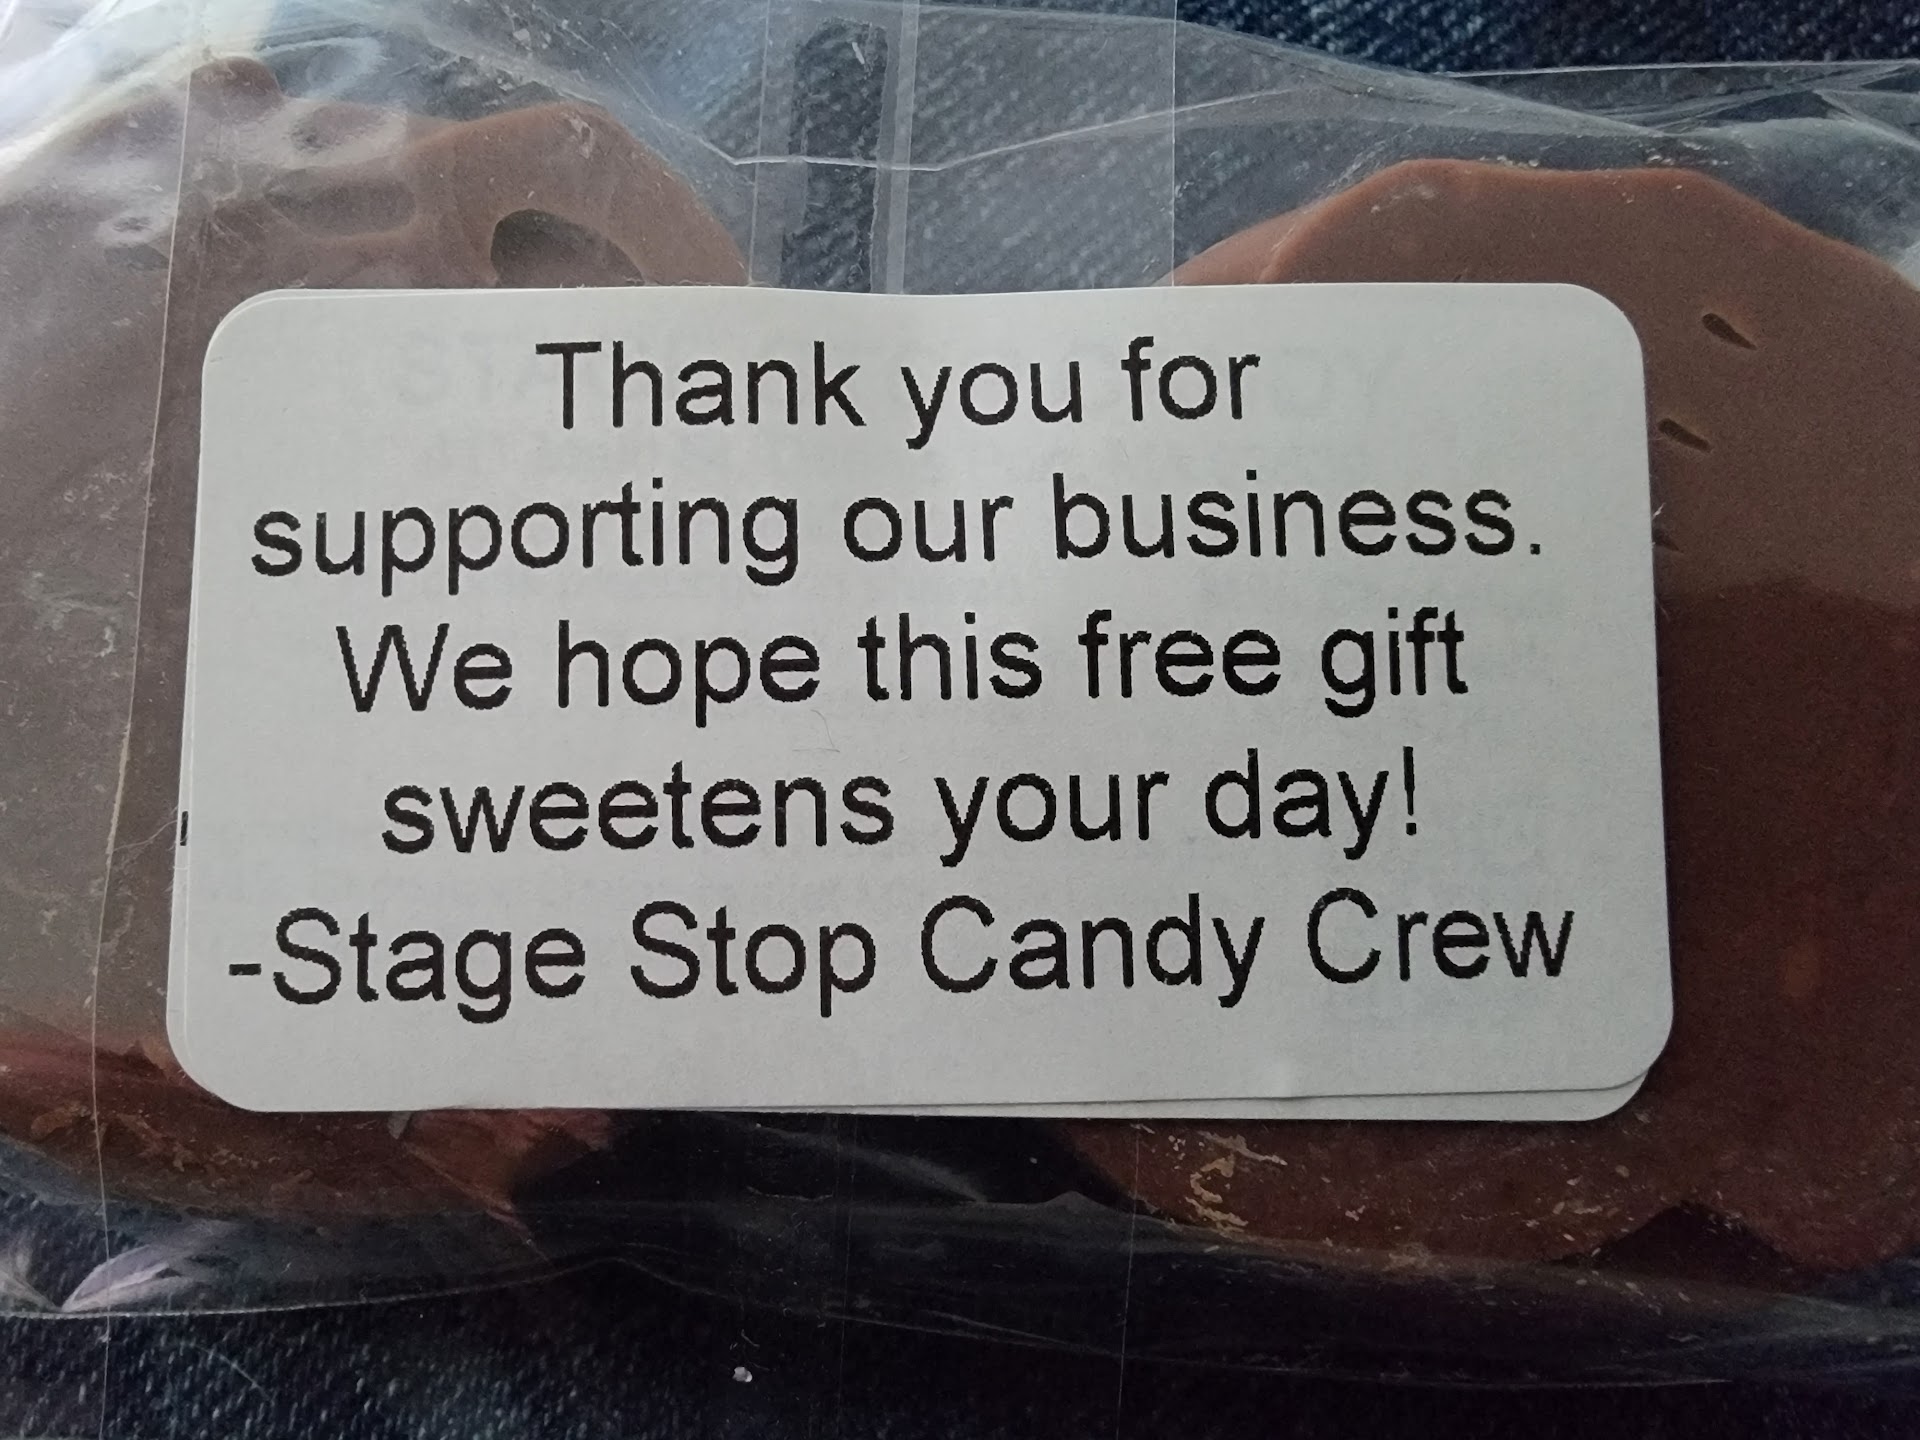 Thank you for
supporting our business.
We hope this free gift
sweetens your day!
-Stage Stop Candy Crew